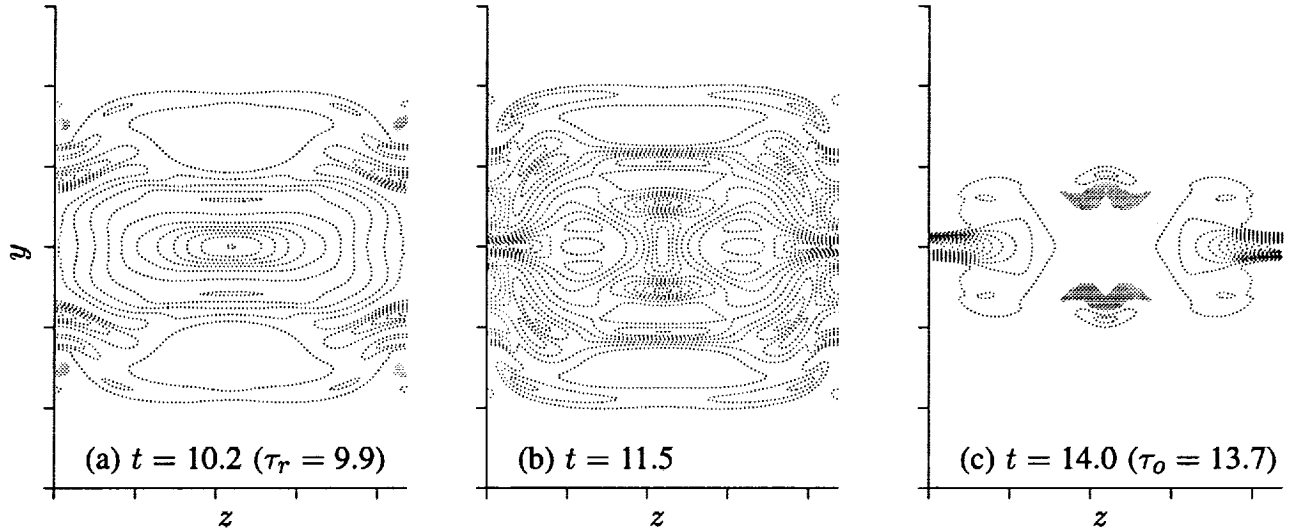 y
(a) t = 10.2 (τr = 9.9)
(b) t = 11.5
(c) t = 14.0 (τo = 13.7)
z
z
z